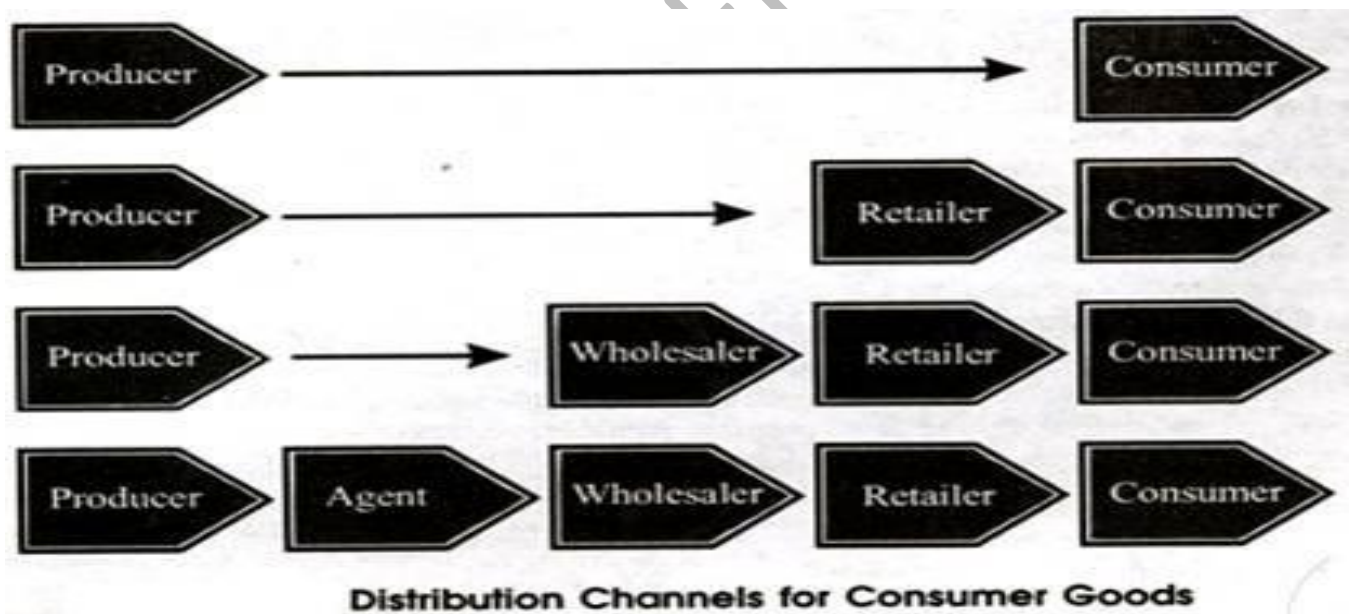 Producer Consumer
Producer Retailer Consumer
Producer Wholesaler Retailer Consumer
Producer Agent Wholesaler Retailer Consumer
Distribution Channels for Consumer Goods